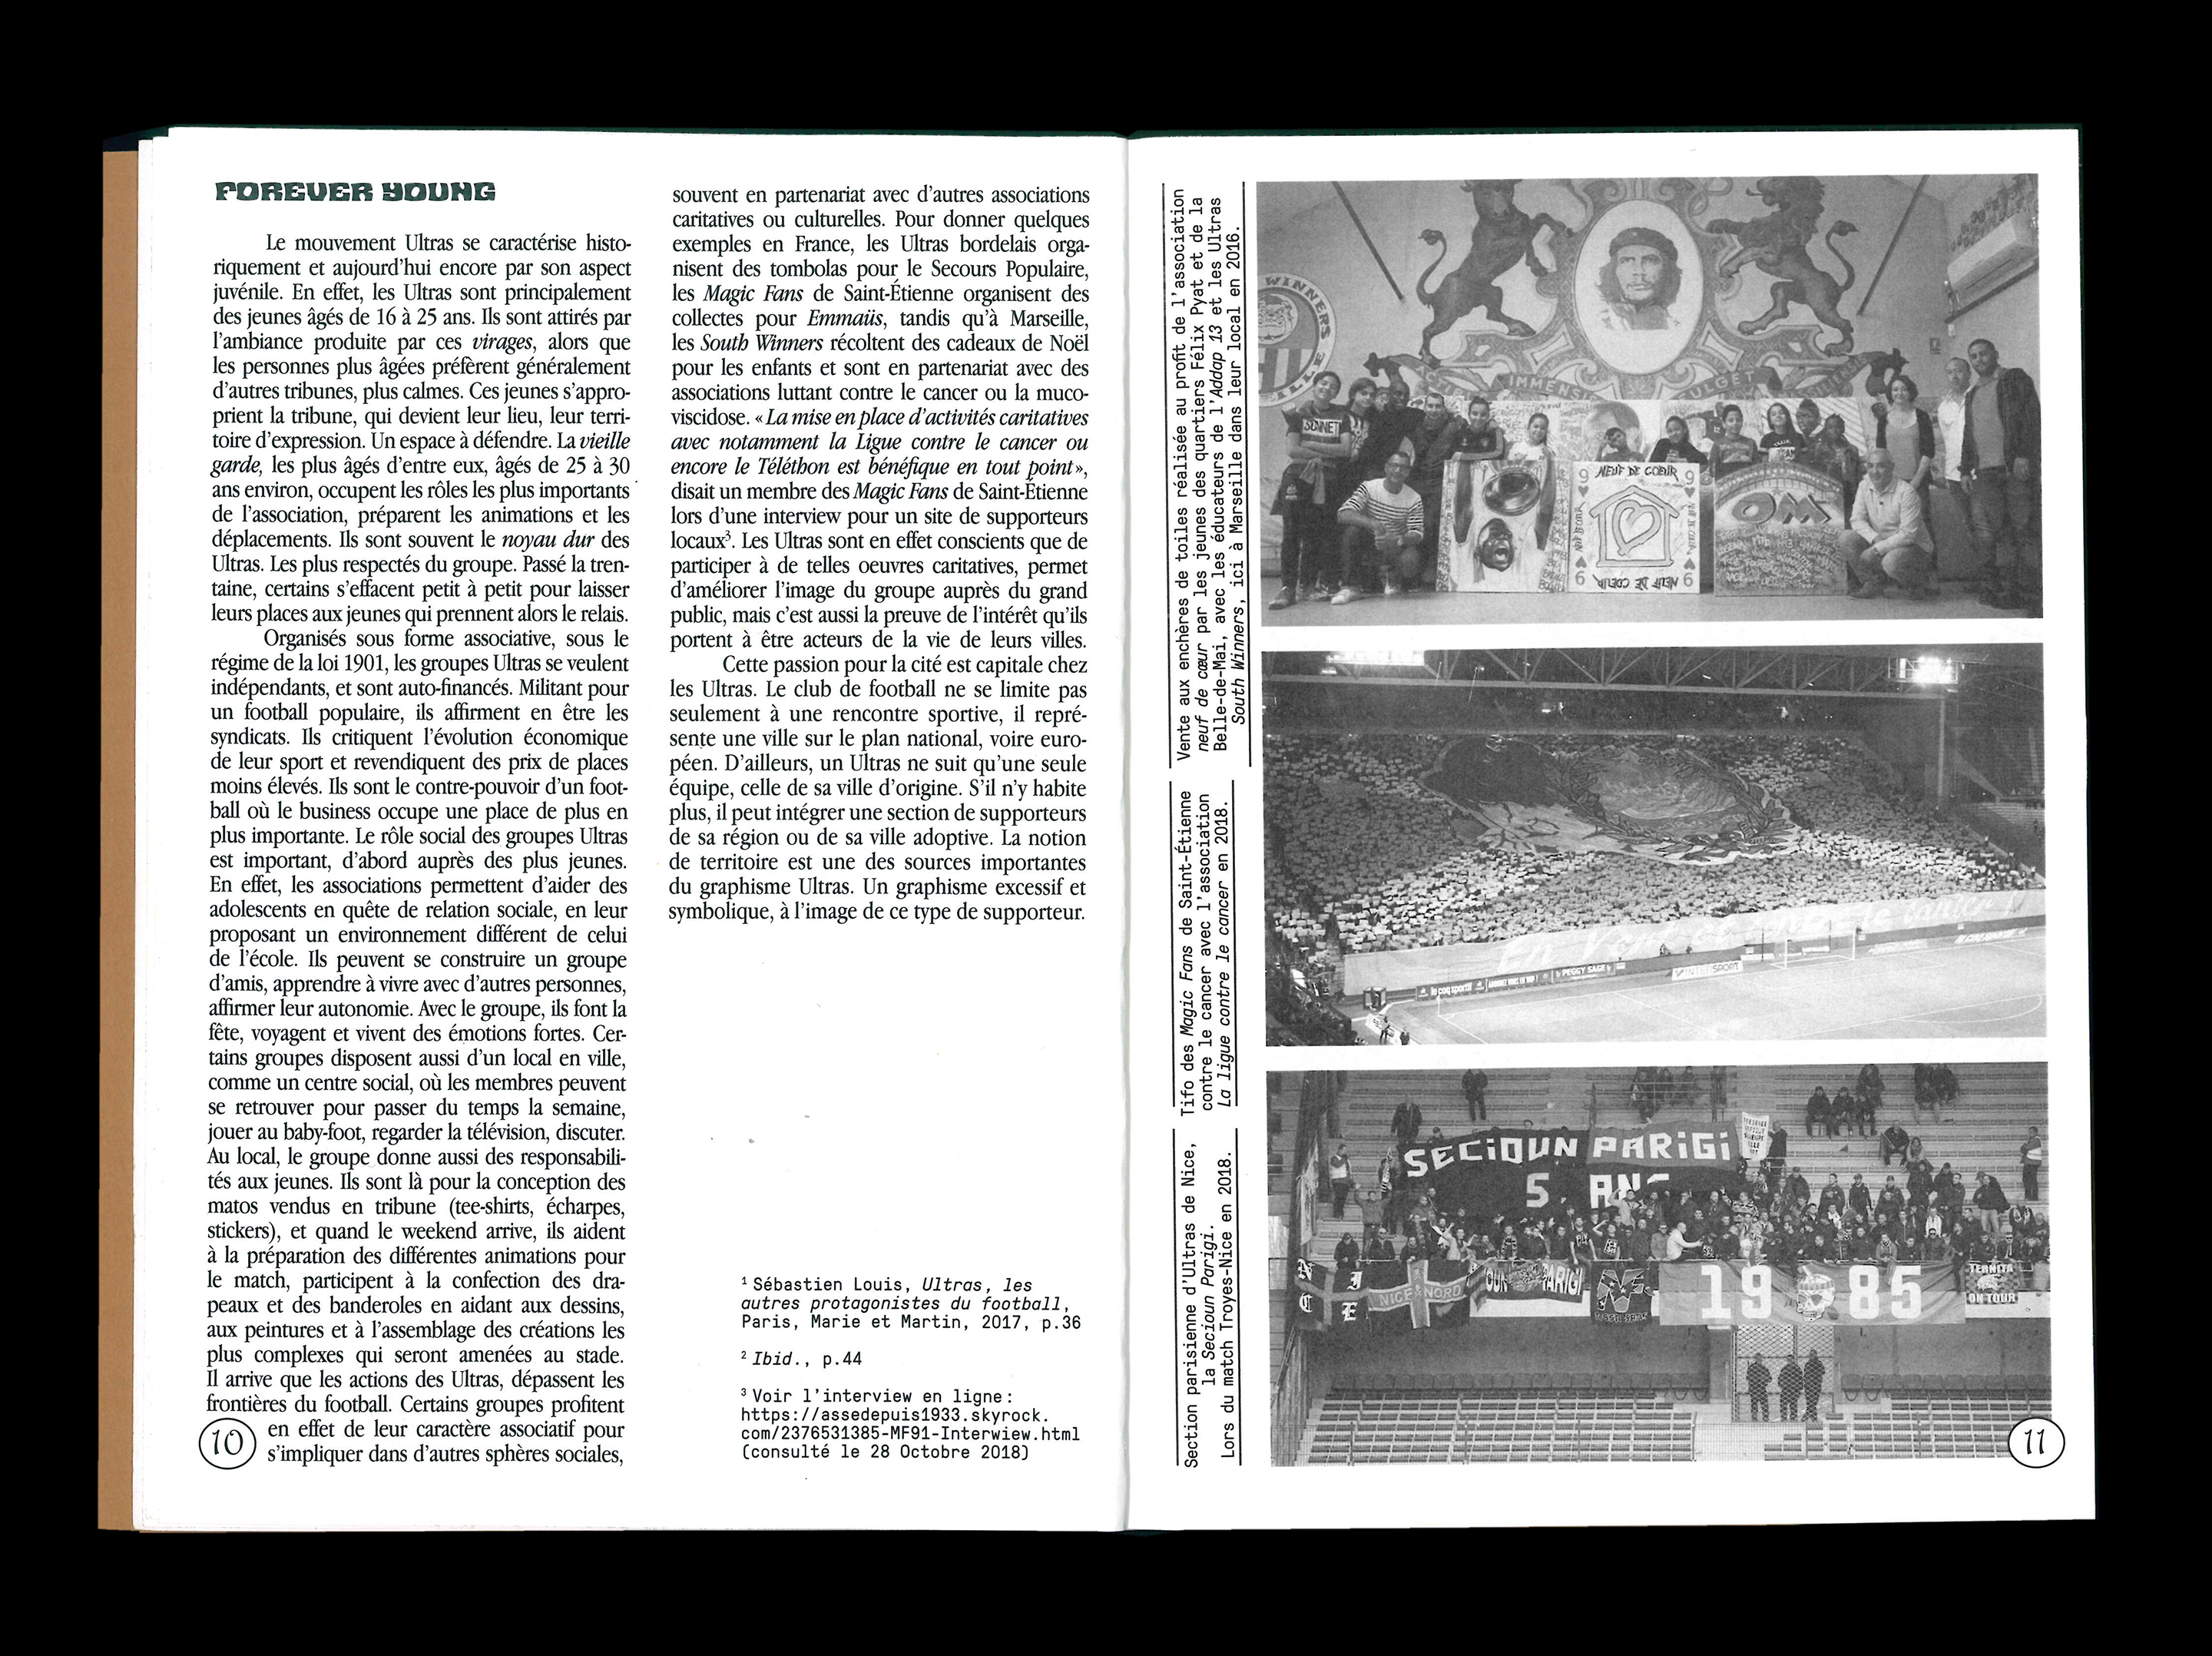 FOREVER YOUNG
Le mouvement Ultras se caractérise histo-
riquement et aujourd'hui encore par son aspect
juvénile. En effet, les Ultras sont principalement
des jeunes âgés de 16 à 25 ans. Ils sont attirés par
l'ambiance produite par ces virages, alors que
les personnes plus âgées préfèrent généralement
d'autres tribunes, plus calmes. Ces jeunes s'appro-
prient la tribune, qui devient leur lieu, leur terri-
toire d'expression. Un espace à défendre. La vieille
garde, les plus âgés d'entre eux, âgés de 25 à 30
ans environ, occupent les rôles les plus importants
de l'association, préparent les animations et les
déplacements. Ils sont souvent le noyau dur des
Ultras. Les plus respectés du groupe. Passé la tren-
taine, certains s'effacent petit à petit pour laisser
leurs places aux jeunes qui prennent alors le relais.
Organisés sous forme associative, sous le
régime de la loi 1901, les groupes Ultras se veulent
indépendants, et sont auto-financés. Militant pour
un football populaire, ils affirment en être les
syndicats. Ils critiquent l'évolution économique
de leur sport et revendiquent des prix de places
moins élevés. Ils sont le contre-pouvoir d'un foot-
ball où le business occupe une place de plus en
plus importante. Le rôle social des groupes Ultras
est important, d'abord auprès des plus jeunes.
En effet, les associations permettent d'aider des
adolescents en quête de relation sociale, en leur
proposant un environnement différent de celui
de l'école. Ils peuvent se construire un groupe
d'amis, apprendre à vivre avec d'autres personnes,
affirmer leur autonomie. Avec le groupe, ils font la
fête, voyagent et vivent des émotions fortes. Cer-
tains groupes disposent aussi d'un local en ville,
comme un centre social, où les membres peuvent
se retrouver pour passer du temps la semaine,
jouer au baby-foot, regarder la télévision, discuter.
Au local, le groupe donne aussi des responsabili-
tés aux jeunes. Ils sont là pour la conception des
matos vendus en tribune (tee-shirts, écharpes,
stickers), et quand le weekend arrive, ils aident
à la préparation des différentes animations pour
le match, participent à la confection des dra-
peaux et des banderoles en aidant aux dessins,
aux peintures et à l'assemblage des créations les
plus complexes qui seront amenées au stade.
Il arrive que les actions des Ultras, dépassent les
frontières du football. Certains groupes profitent
en effet de leur caractère associatif pour
s'impliquer dans d'autres sphères sociales,
10
souvent en partenariat avec d'autres associations
caritatives ou culturelles. Pour donner quelques
exemples en France, les Ultras bordelais orga-
nisent des tombolas pour le Secours Populaire,
les Magic Fans de Saint-Étienne organisent des
collectes pour Emmaüs, tandis qu'à Marseille,
les South Winners récoltent des cadeaux de Noël
pour les enfants et sont en partenariat avec des
associations luttant contre le cancer ou la muco-
viscidose. « La mise en place d'activités caritatives
avec notamment la Ligue contre le cancer ou
encore le Téléthon est bénéfique en tout point »,
disait un membre des Magic Fans de Saint-Étienne
lors d'une interview pour un site de supporteurs
locaux³. Les Ultras sont en effet conscients que de
participer à de telles oeuvres caritatives, permet
d'améliorer l'image du groupe auprès du grand
public, mais c'est aussi la preuve de l'intérêt qu'ils
portent à être acteurs de la vie de leurs villes.
Cette passion pour la cité est capitale chez
les Ultras. Le club de football ne se limite pas
seulement à une rencontre sportive, il repré-
sente une ville sur le plan national, voire euro-
péen. D'ailleurs, un Ultras ne suit qu'une seule
équipe, celle de sa ville d'origine. S'il n'y habite
plus, il peut intégrer une section de supporteurs
de sa région ou de sa ville adoptive. La notion
de territoire est une des sources importantes
du graphisme Ultras. Un graphisme excessif et
symbolique, à l'image de ce type de supporteur.
¹ Sébastien Louis, Ultras, les
autres protagonistes du football,
Paris, Marie et Martin, 2017, p.36
² Ibid., p.44
³ Voir l'interview en ligne :
https://assedepuis1933.skyrock.
com/2376531385-MF91-Interwiew.html
(consulté le 28 Octobre 2018)
Vente aux enchères de toiles réalisée au profit de l'association
neuf de cœur par les jeunes des quartiers Félix Pyat et de la
Belle-de-Mai, avec les éducateurs de l'Addap 13 et les Ultras
South Winners, ici à Marseille dans leur local en 2016.
Tifo des Magic Fans de Saint-Étienne
contre le cancer avec l'association
La ligue contre le cancer en 2018.
Section parisienne d'Ultras de Nice,
la Secioun Parigi.
Lors du match Troyes-Nice en 2018.
WINNERS
IMMENSI
FULGET
9 NEUF DE COEUR 9
NEUF DE COEUR
OM
le coq sportif
PEGGY SAGE
SECiOUN PARiGi
5 ANS
NICE NORD
PARIGI
19 85
TERNITA
ON TOUR
11